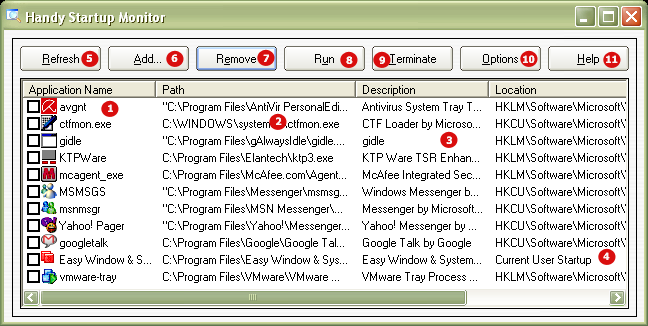 Handy Startup Monitor
Refresh 5 Add... 6 Remove 7 Run 8 9 Terminate Options 10 Help 11
Application Name Path Description Location
avgnt 1 "C:\Program Files\AntiVir PersonalEdi... Antivirus System Tray T... HKLM\Software\Microsoft\
ctfmon.exe C:\WINDOWS\system 2 \ctfmon.exe CTF Loader by Microso... HKCU\Software\Microsoft\
gidle "C:\Program Files\gAlwaysIdle\gidle.... gidle 3 HKLM\Software\Microsoft\
KTPWare C:\Program Files\Elantech\ktp3.exe KTP Ware TSR Enhan... HKLM\Software\Microsoft\
mcagent_exe C:\Program Files\McAfee.com\Agent... McAfee Integrated Sec... HKLM\Software\Microsoft\
MSMSGS "C:\Program Files\Messenger\msmsg... Windows Messenger b... HKCU\Software\Microsoft\
msnmsgr "C:\Program Files\MSN Messenger\... Messenger by Microsoft... HKCU\Software\Microsoft\
Yahoo! Pager "C:\Program Files\Yahoo!\Messenger... Yahoo! Messenger by ... HKCU\Software\Microsoft\
googletalk C:\Program Files\Google\Google Tal... Google Talk by Google HKCU\Software\Microsoft\
Easy Window & S... C:\Program Files\Easy Window & Sy... Easy Window & System... Current User Startup 4
vmware-tray C:\Program Files\VMware\VMware ... VMware Tray Process ... HKLM\Software\Microsoft\